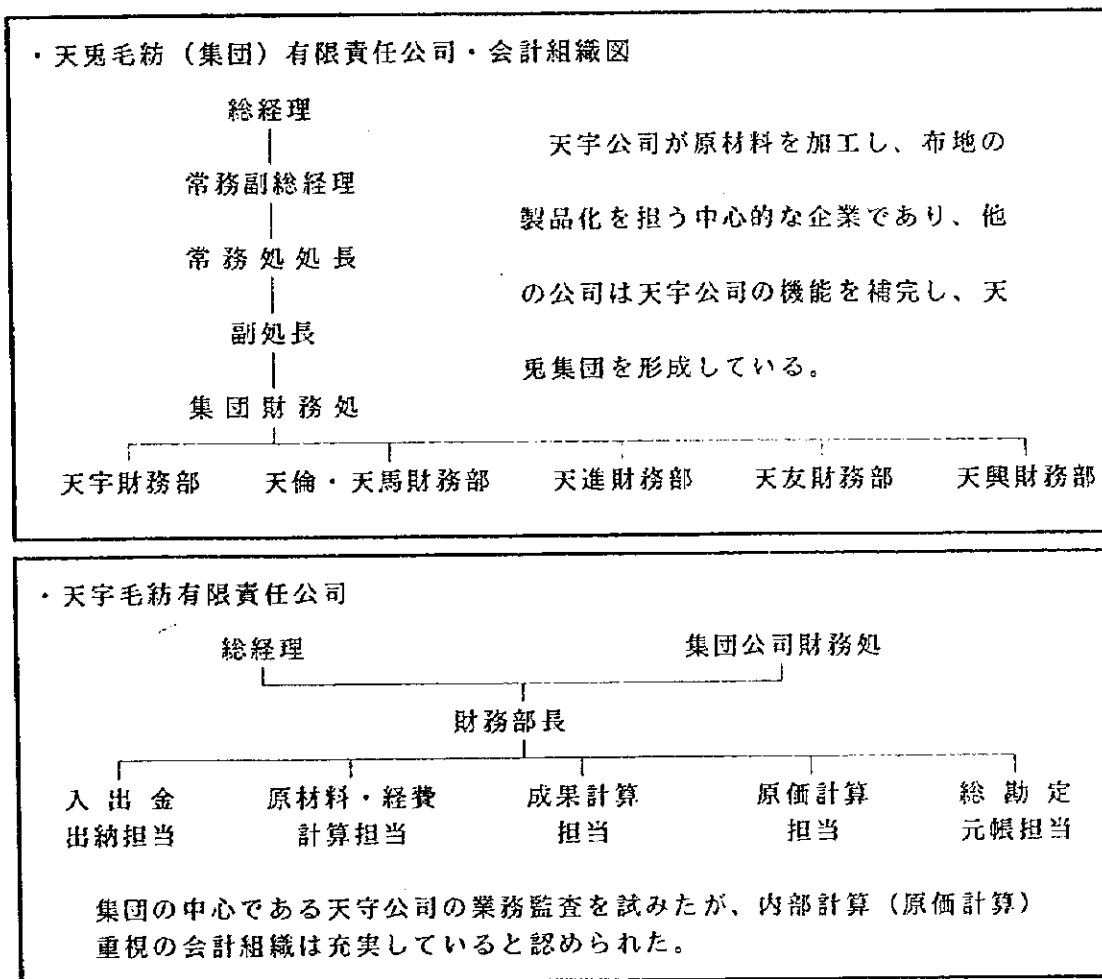 ・天兎毛紡（集団）有限責任公司・会計組織図
総経理
常務副総経理
常務処処長
副処長
集団財務処
天宇公司が原材料を加工し、布地の
製品化を担う中心的な企業であり、他
の公司は天宇公司の機能を補完し、天
兎集団を形成している。
天宇財務部 天倫・天馬財務部 天進財務部 天友財務部 天興財務部
・天宇毛紡有限責任公司
総経理 集団公司財務処
財務部長
入出金 原材料・経費 成果計算 原価計算 総勘定
出納担当 計算担当 担当 担当 元帳担当
集団の中心である天守公司の業務監査を試みたが、内部計算（原価計算）
重視の会計組織は充実していると認められた。